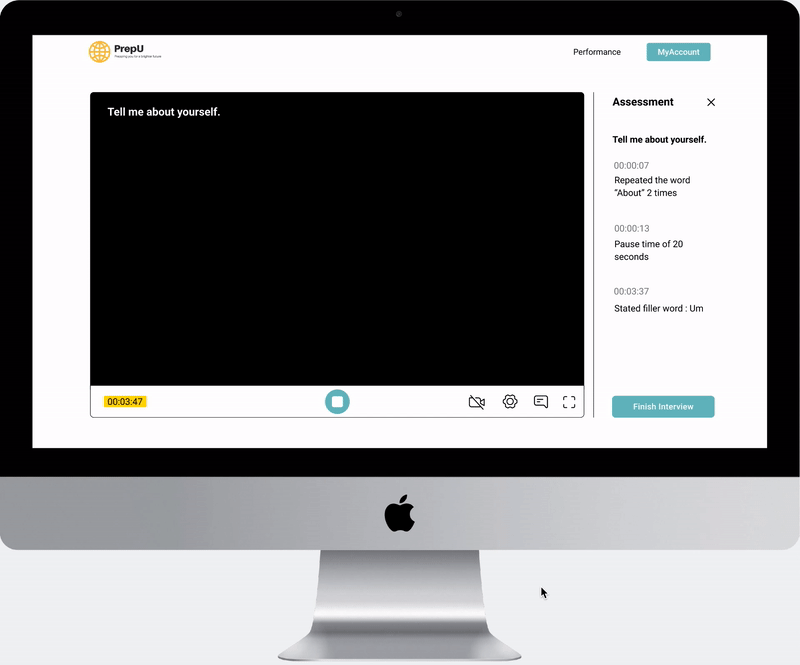 PrepU
Preparing you for a brighter future
Performance
MyAccount
Tell me about yourself.
00:03:47
Assessment
Tell me about yourself.
00:00:07
Repeated the word
“About” 2 times
00:00:13
Pause time of 20
seconds
00:03:37
Stated filler word : Um
Finish Interview